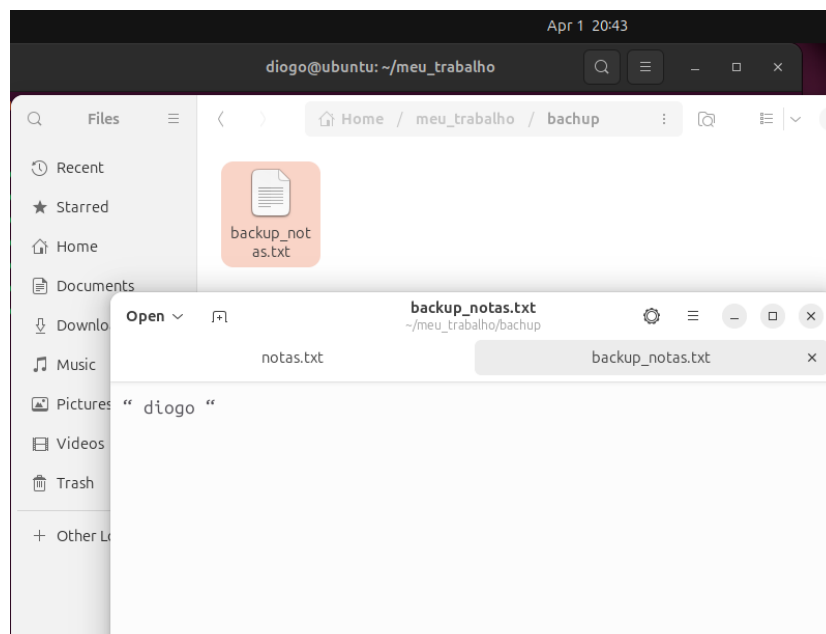 Apr 1 20:43
diogo@ubuntu: ~/meu_trabalho
Files
Home / meu_trabalho / bachup
Recent
Starred
Home
Documents
Downlo
Music
Pictures
Videos
Trash
+ Other Lo
backup_not
as.txt
Open
backup_notas.txt
~/meu_trabalho/bachup
notas.txt
backup_notas.txt
“ diogo “